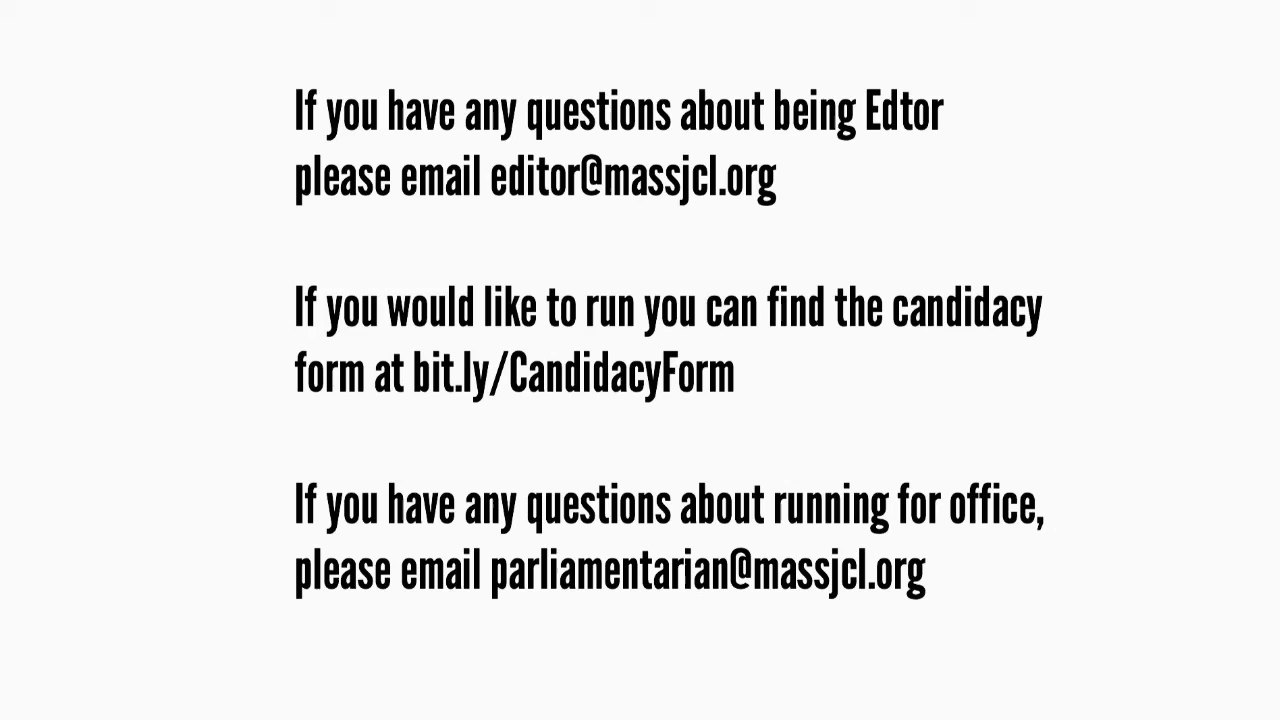 If you have any questions about being Edtor
please email editor@massjcl.org
If you would like to run you can find the candidacy
form at bit.ly/CandidacyForm
If you have any questions about running for office,
please email parliamentarian@massjcl.org